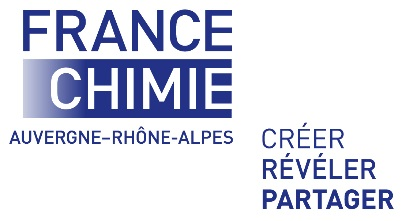 FRANCE
CHIMIE
AUVERGNE–RHÔNE-ALPES
CRÉER
RÉVÉLER
PARTAGER